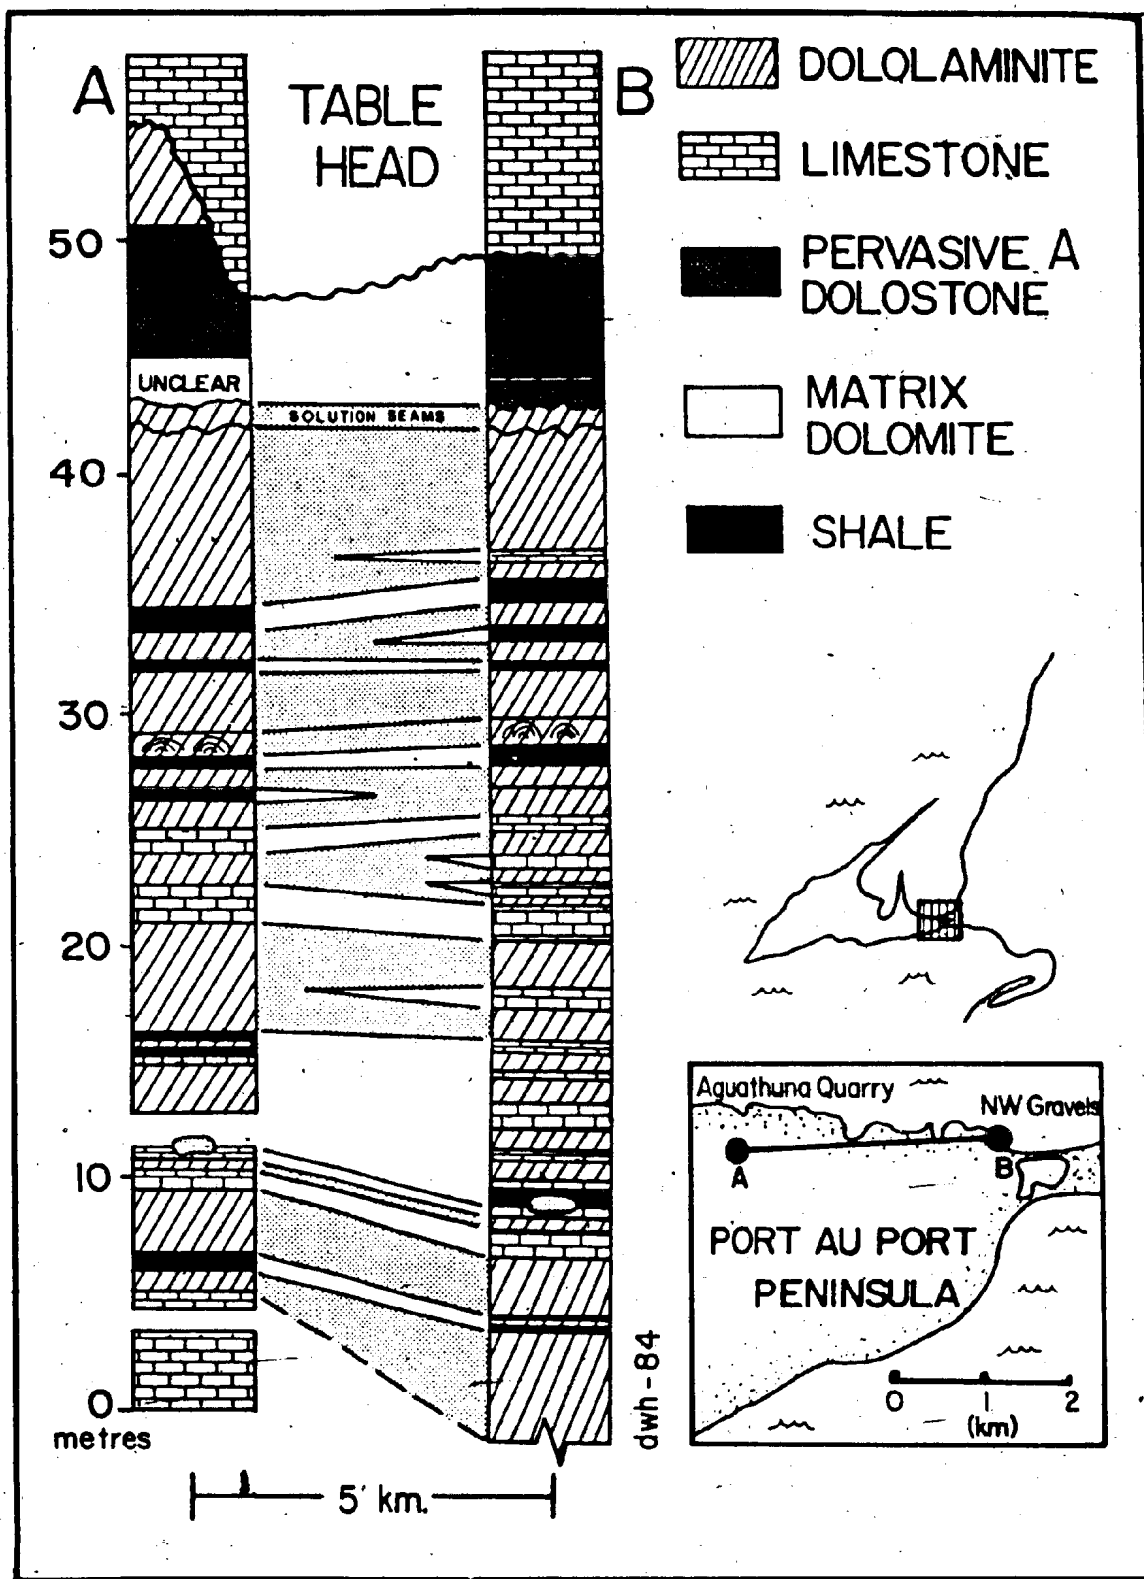 A
TABLE
HEAD
B
DOLOLAMINITE
LIMESTONE
PERVASIVE A
DOLOSTONE
MATRIX
DOLOMITE
SHALE
50
UNCLEAR
SOLUTION SEAMS
40
30
20
10
0
metres
5' km.
dwh-84
Aguathuna Quarry
NW Gravels
A
B
PORT AU PORT
PENINSULA
0 1 2
(km)